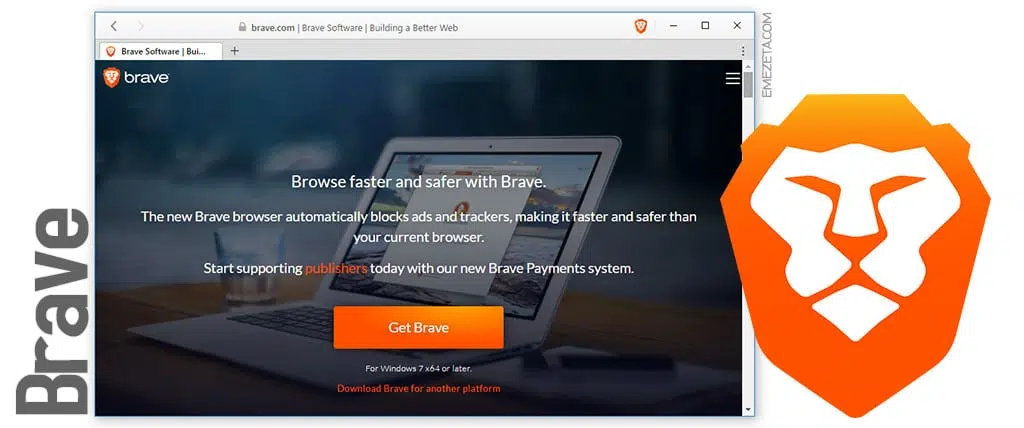 brave.com | Brave Software | Building a Better Web
Brave Software | Bui...
brave
Browse faster and safer with Brave.
The new Brave browser automatically blocks ads and trackers, making it faster and safer than
your current browser.
Start supporting publishers today with our new Brave Payments system.
Get Brave
For Windows 7 x64 or later.
Download Brave for another platform
Brave
EMEZETA.COM